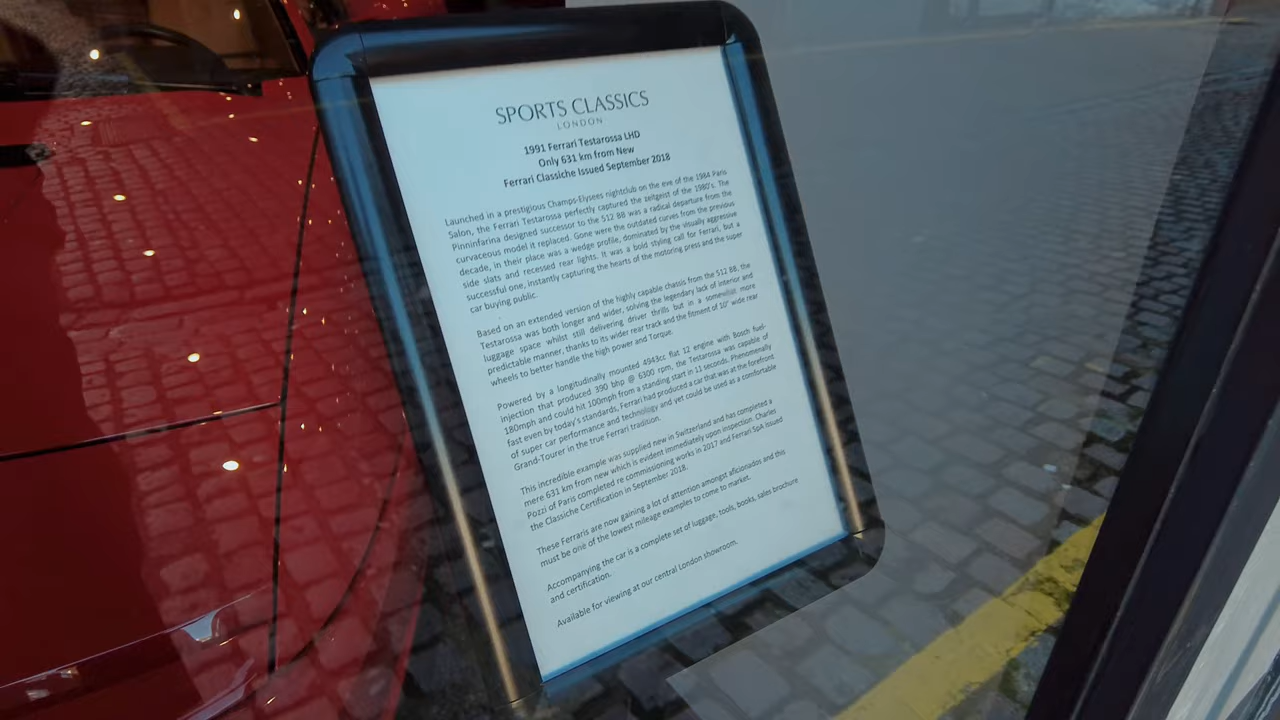 SPORTS CLASSICS
LONDON
1991 Ferrari Testarossa LHD
Only 631 km from New
Ferrari Classiche Issued September 2018
Launched in a prestigious Champs-Elysees nightclub on the eve of the 1984 Paris
Salon, the Ferrari Testarossa perfectly captured the zeitgeist of the 1980's. The
Pinninfarina designed successor to the 512 BB was a radical departure from the
curvaceous model it replaced. Gone were the outdated curves from the previous
decade, in their place was a wedge profile, dominated by the visually aggressive
side slats and recessed rear lights. It was a bold styling call for Ferrari, but a
successful one, instantly capturing the hearts of the motoring press and the super
car buying public.
Based on an extended version of the highly capable chassis from the 512 BB, the
Testarossa was both longer and wider, solving the legendary lack of interior and
luggage space whilst still delivering driver thrills but in a somewhat more
predictable manner, thanks to its wider rear track and the fitment of 10" wide rear
wheels to better handle the high power and Torque.
Powered by a longitudinally mounted 4943cc flat 12 engine with Bosch fuel-
injection that produced 390 bhp @ 6300 rpm, the Testarossa was capable of
180mph and could hit 100mph from a standing start in 11 seconds. Phenomenally
fast even by today's standards, Ferrari had produced a car that was at the forefront
of super car performance and technology and yet could be used as a comfortable
Grand-Tourer in the true Ferrari tradition.
This incredible example was supplied new in Switzerland and has completed a
mere 631 km from new which is evident immediately upon inspection. Charles
Pozzi of Paris completed re commissioning works in 2017 and Ferrari SpA issued
the Classiche Certification in September 2018.
These Ferraris are now gaining a lot of attention amongst aficionados and this
must be one of the lowest mileage examples to come to market.
Accompanying the car is a complete set of luggage, tools, books, sales brochure
and certification.
Available for viewing at our central London showroom.